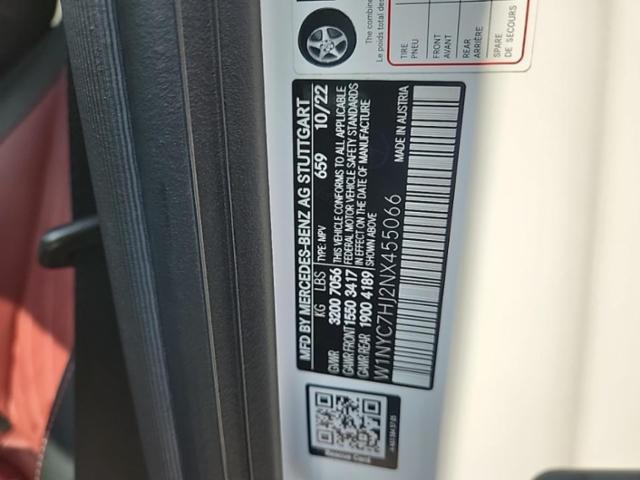 The combine
Le poids total des
TIRE
PNEU
FRONT
AVANT
REAR
ARRIÈRE
SPARE
DE SECOURS
MFD BY MERCEDES-BENZ AG STUTTGART
TYPE: MPV 659 10/22
KG LBS
GVWR 3200 7056
GAWR FRONT 1550 3417
GAWR REAR 1900 4189
THIS VEHICLE CONFORMS TO ALL APPLICABLE
FEDERAL MOTOR VEHICLE SAFETY STANDARDS
IN EFFECT ON THE DATE OF MANUFACTURE
SHOWN ABOVE
W1NYC7HJ2NX455066
MADE IN AUSTRIA
Rescue Card